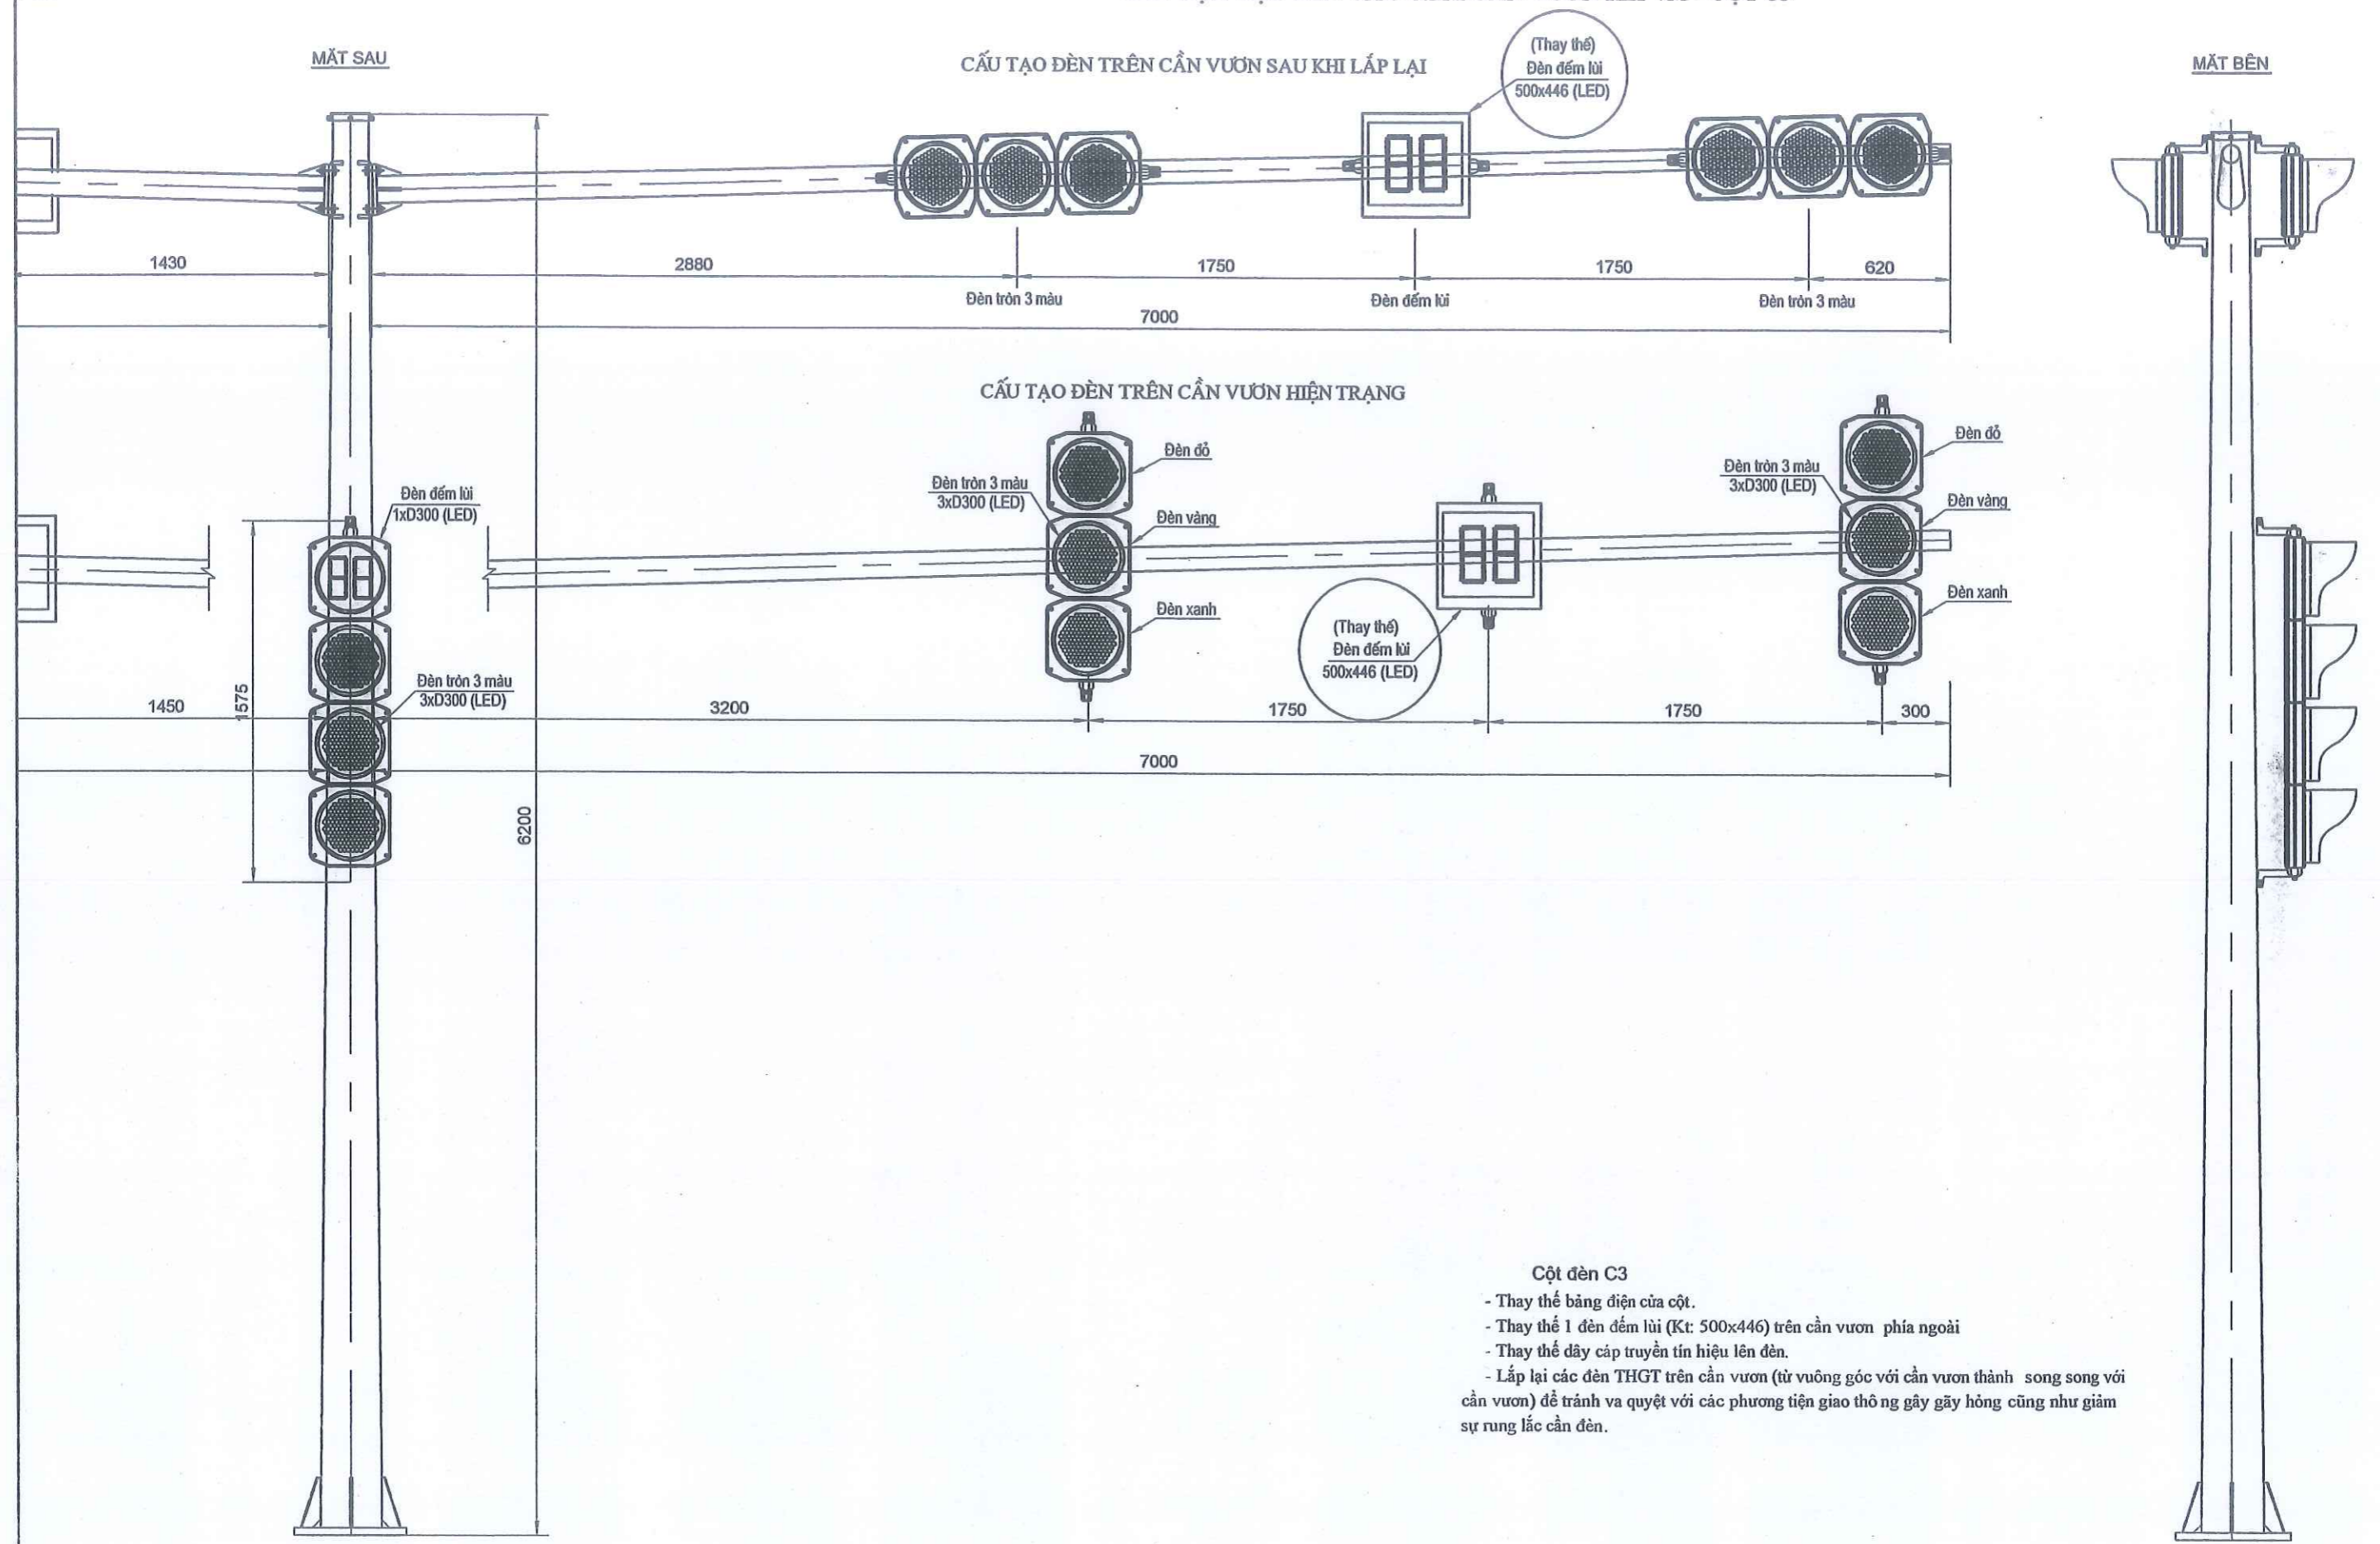 MẶT SAU
CẤU TẠO ĐÈN TRÊN CẦN VƯƠN SAU KHI LẮP LẠI
(Thay thế)
Đèn đếm lùi
500x446 (LED)
MẶT BÊN
1430
2880
1750
1750
620
Đèn tròn 3 màu
Đèn đếm lùi
Đèn tròn 3 màu
7000
CẤU TẠO ĐÈN TRÊN CẦN VƯƠN HIỆN TRẠNG
Đèn đỏ
Đèn tròn 3 màu
3xD300 (LED)
Đèn vàng
Đèn xanh
Đèn đỏ
Đèn tròn 3 màu
3xD300 (LED)
Đèn vàng
Đèn xanh
Đèn đếm lùi
1xD300 (LED)
(Thay thế)
Đèn đếm lùi
500x446 (LED)
Đèn tròn 3 màu
3xD300 (LED)
1575
1450
3200
1750
1750
300
7000
6200
Cột đèn C3
- Thay thế bảng điện cửa cột.
- Thay thế 1 đèn đếm lùi (Kt: 500x446) trên cần vươn phía ngoài
- Thay thế dây cáp truyền tín hiệu lên đèn.
- Lắp lại các đèn THGT trên cần vươn (từ vuông góc với cần vươn thành song song với
cần vươn) để tránh va quyệt với các phương tiện giao thông gây gãy hỏng cũng như giảm
sự rung lắc cần đèn.